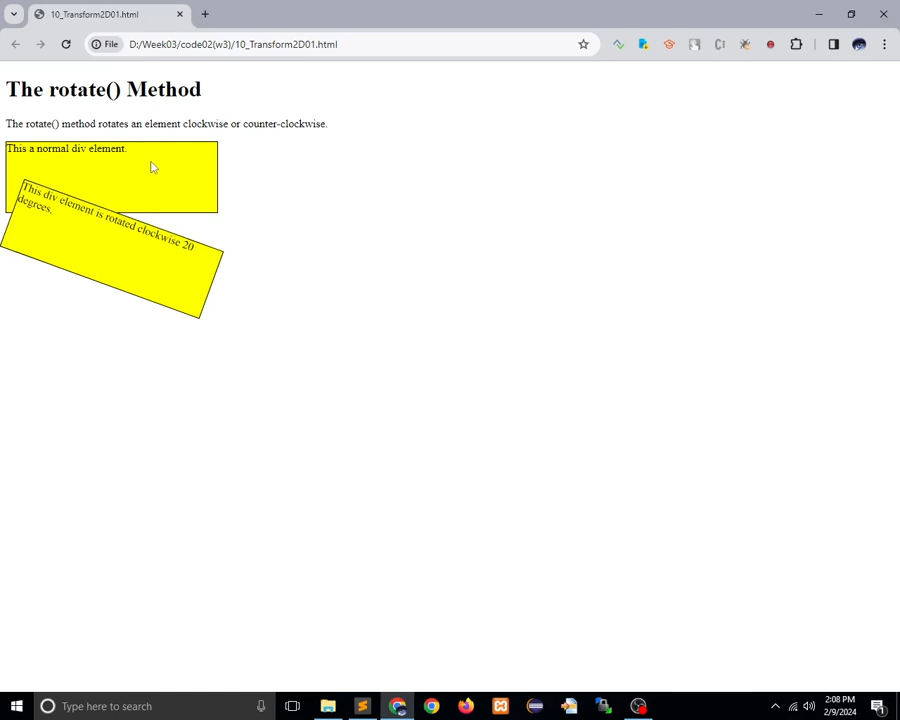 10_Transform2D01.html
File
D:/Week03/code02(w3)/10_Transform2D01.html
The rotate() Method
The rotate() method rotates an element clockwise or counter-clockwise.
This a normal div element.
This div element is rotated clockwise 20
degrees.
Type here to search
2:08 PM
2/9/2024
1